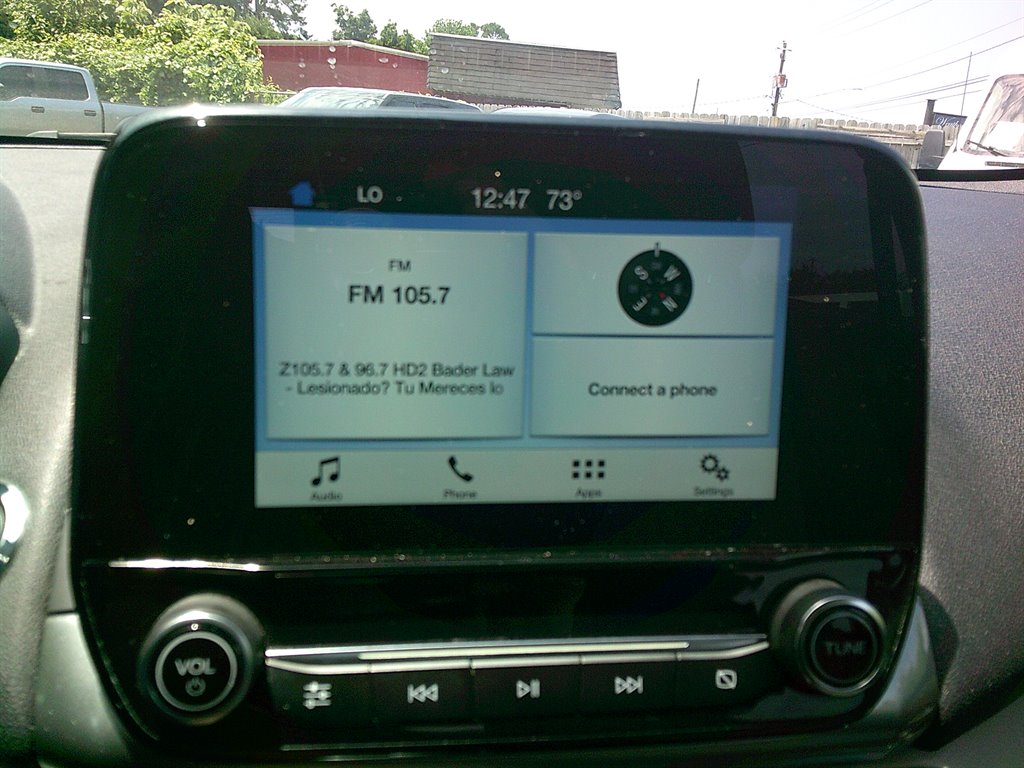 LO 12:47 73°
FM
FM 105.7
Z105.7 & 96.7 HD2 Bader Law
- Lesionado? Tu Mereces lo
S W
E N
Connect a phone
Audio Phone Apps Settings
VOL
TUNE